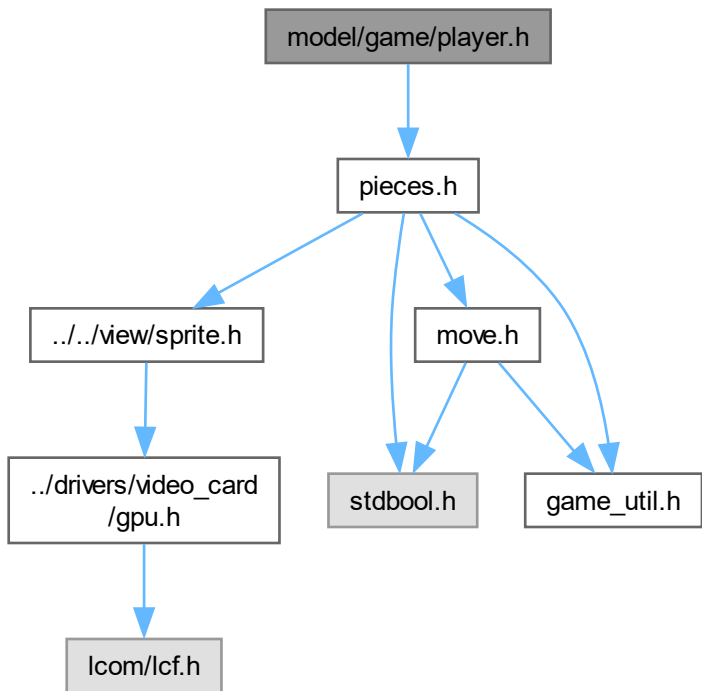 model/game/player.h
pieces.h
../../view/sprite.h
move.h
../drivers/video_card
/gpu.h
stdbool.h
game_util.h
lcom/lcf.h